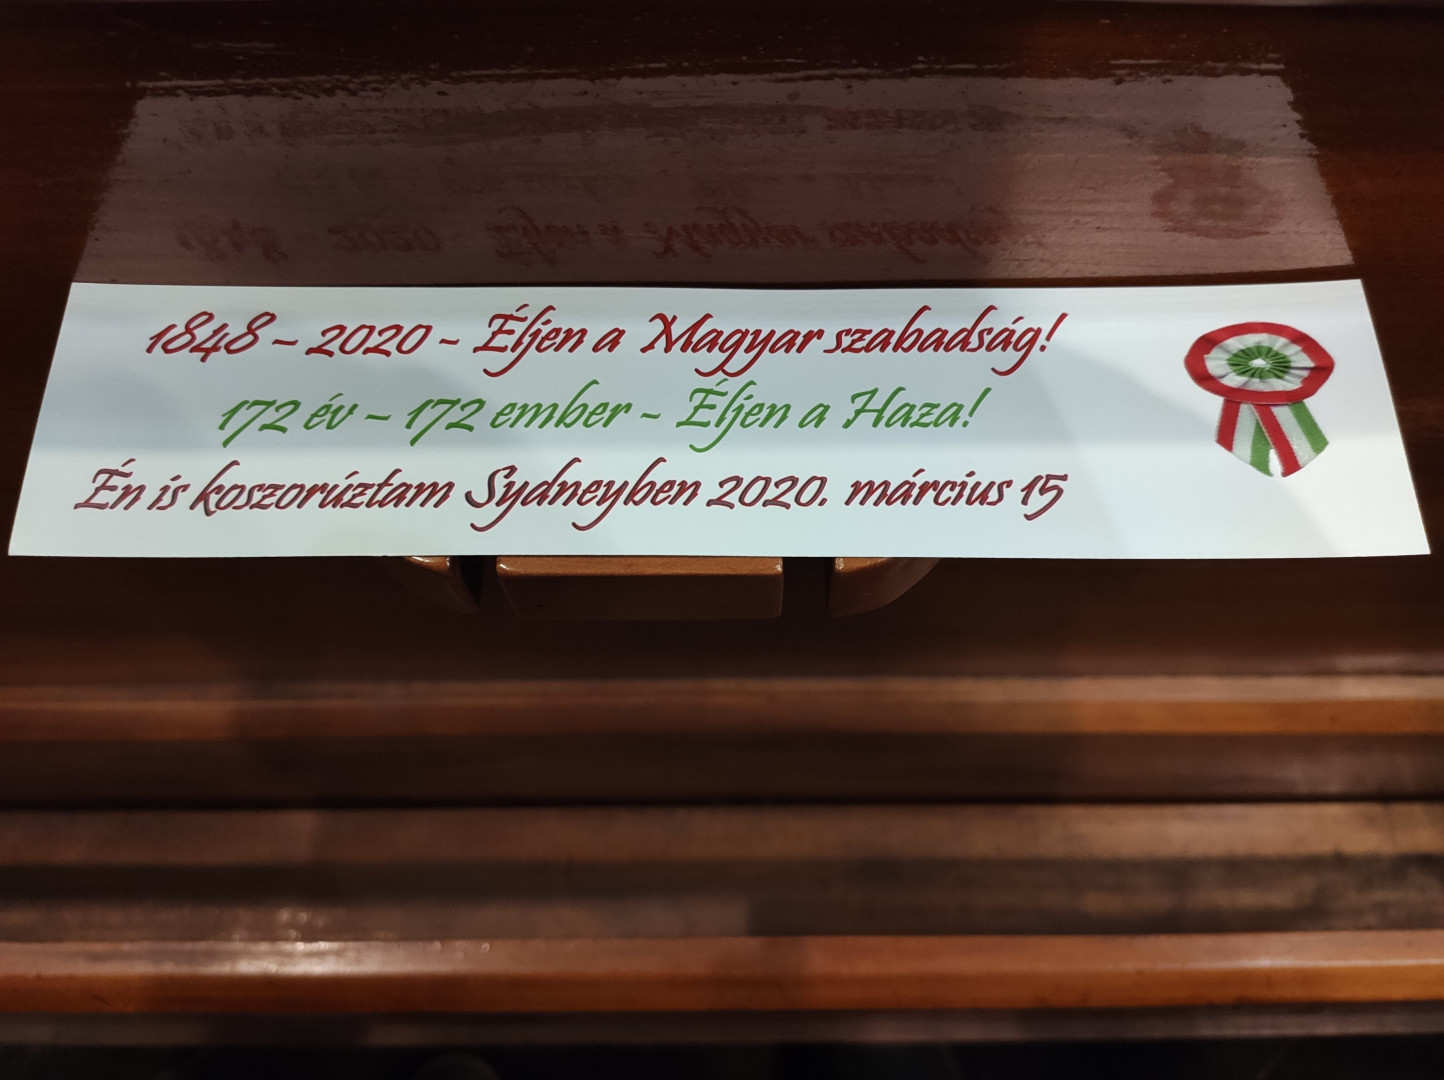 1848 - 2020 - Éljen a Magyar szabadság!
172 év - 172 ember - Éljen a Haza!
Én is koszorúztam Sydneyben 2020. március 15